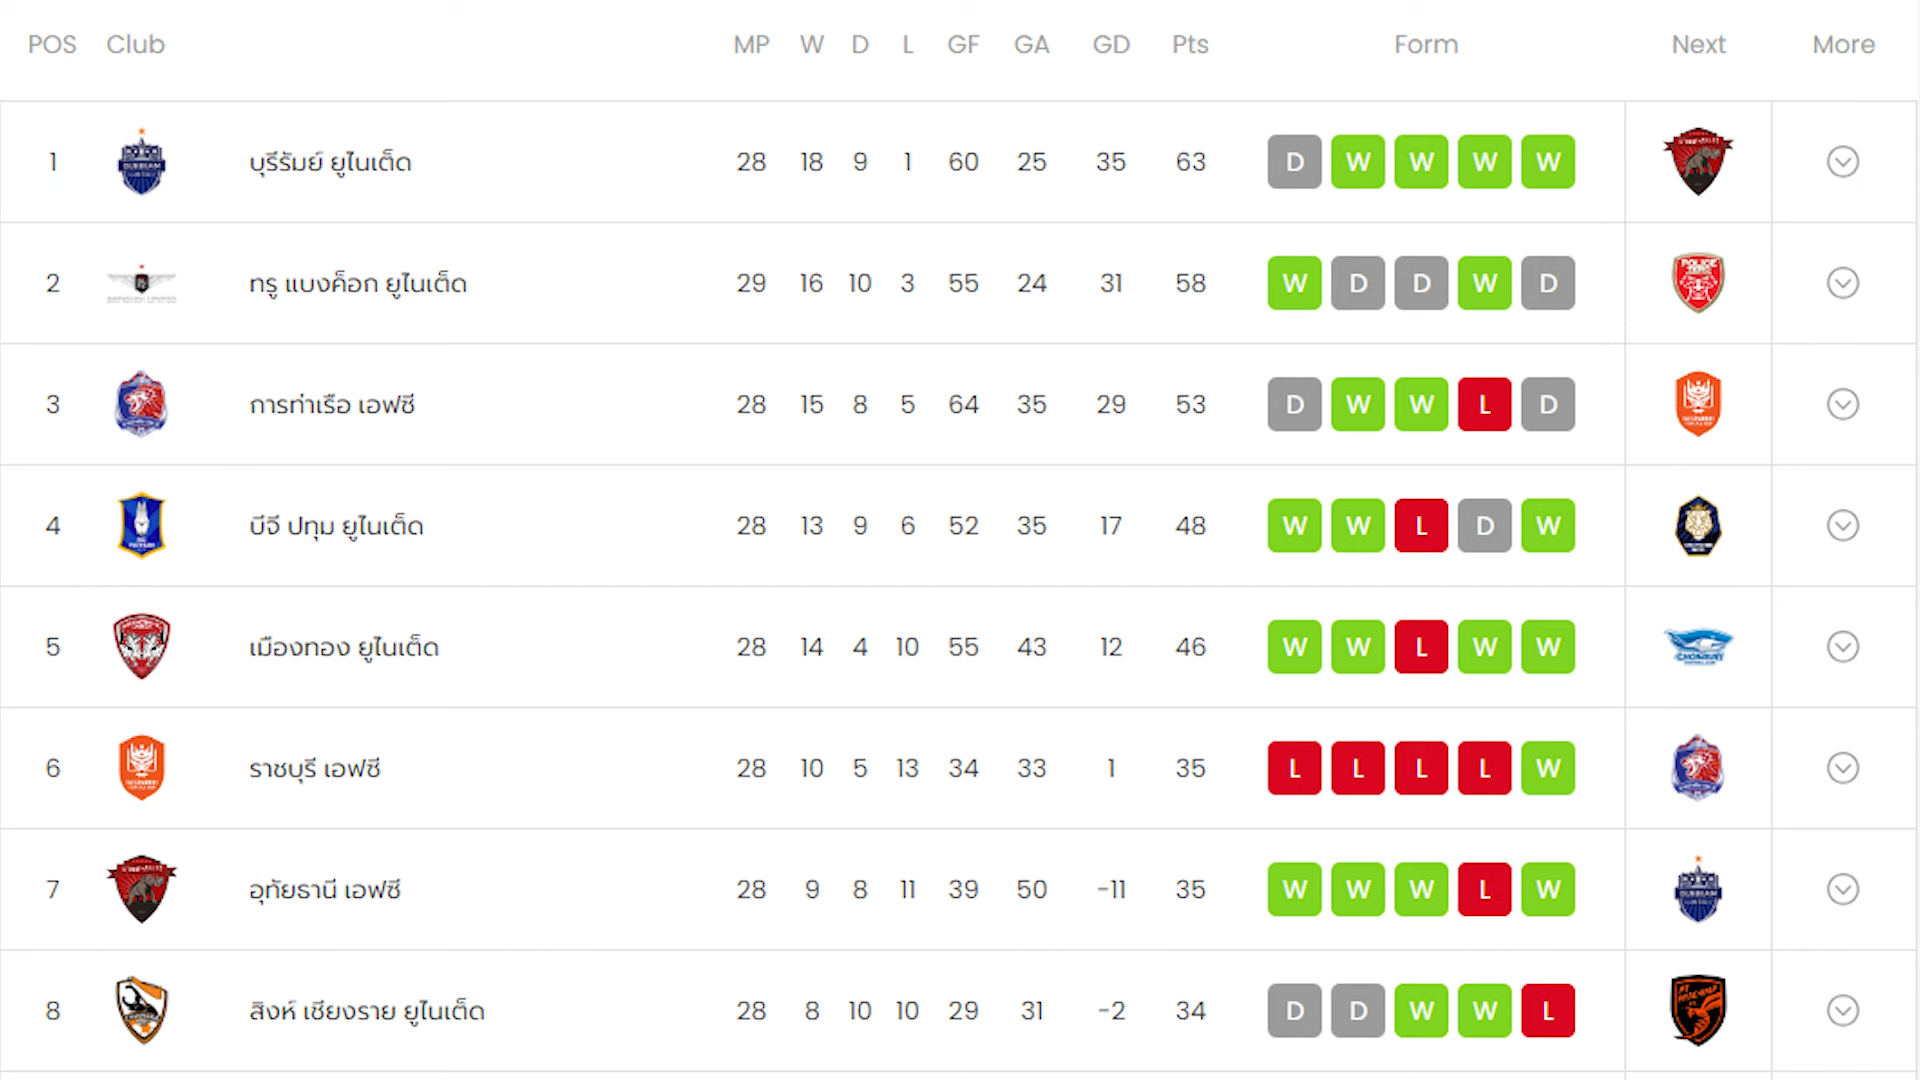 POS Club MP W D L GF GA GD Pts Form Next More
1 บุรีรัมย์ ยูไนเต็ด 28 18 9 1 60 25 35 63 D W W W W
2 ทรู แบงค็อก ยูไนเต็ด 29 16 10 3 55 24 31 58 W D D W D
3 การท่าเรือ เอฟซี 28 15 8 5 64 35 29 53 D W W L D
4 บีจี ปทุม ยูไนเต็ด 28 13 9 6 52 35 17 48 W W L D W
5 เมืองทอง ยูไนเต็ด 28 14 4 10 55 43 12 46 W W L W W
6 ราชบุรี เอฟซี 28 10 5 13 34 33 1 35 L L L L W
7 อุทัยธานี เอฟซี 28 9 8 11 39 50 -11 35 W W W L W
8 สิงห์ เชียงราย ยูไนเต็ด 28 8 10 10 29 31 -2 34 D D W W L